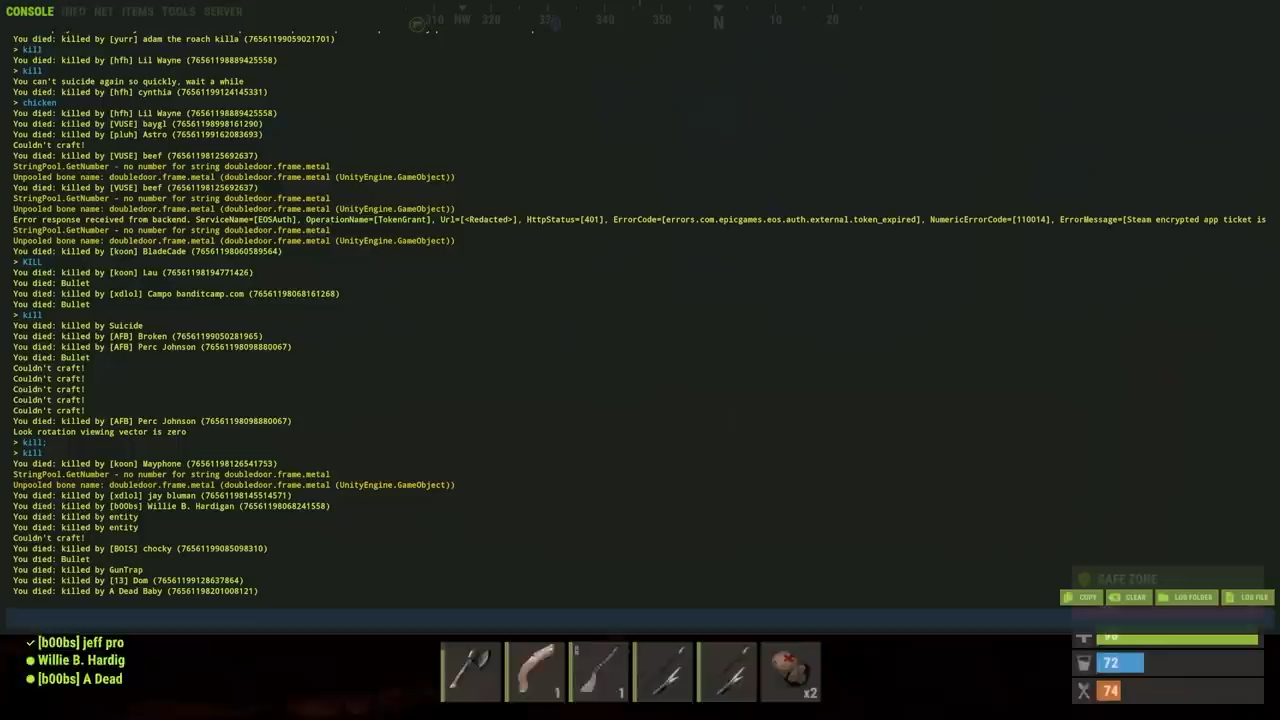 CONSOLE INFO NET ITEMS TOOLS SERVER
310 NW 320 330 340 350 N 10 20
You died: killed by [yurr] adam the roach killa (76561199059021701)
> kill
You died: killed by [hfh] Lil Wayne (76561198889425558)
> kill
You can't suicide again so quickly, wait a while
You died: killed by [hfh] cynthia (76561199124145331)
> chicken
You died: killed by [hfh] Lil Wayne (76561198889425558)
You died: killed by [VUSE] baygl (76561198998161290)
You died: killed by [pluh] Astro (76561199162083693)
Couldn't craft!
You died: killed by [VUSE] beef (76561198125692637)
StringPool.GetNumber - no number for string doubledoor.frame.metal
Unpooled bone name: doubledoor.frame.metal (doubledoor.frame.metal (UnityEngine.GameObject))
You died: killed by [VUSE] beef (76561198125692637)
StringPool.GetNumber - no number for string doubledoor.frame.metal
Unpooled bone name: doubledoor.frame.metal (doubledoor.frame.metal (UnityEngine.GameObject))
Error response received from backend. ServiceName=[EOSAuth], OperationName=[TokenGrant], Url=[<Redacted>], HttpStatus=[401], ErrorCode=[errors.com.epicgames.eos.auth.external.token_expired], NumericErrorCode=[110014], ErrorMessage=[Steam encrypted app ticket is
StringPool.GetNumber - no number for string doubledoor.frame.metal
Unpooled bone name: doubledoor.frame.metal (doubledoor.frame.metal (UnityEngine.GameObject))
You died: killed by [koon] BladeCade (76561198060589564)
> KILL
You died: killed by [koon] Lau (76561198194771426)
You died: Bullet
You died: killed by [xdlol] Campo banditcamp.com (76561198068161268)
You died: Bullet
> kill
You died: killed by Suicide
You died: killed by [AFB] Broken (76561199050281965)
You died: killed by [AFB] Perc Johnson (76561198098880067)
You died: Bullet
Couldn't craft!
Couldn't craft!
Couldn't craft!
Couldn't craft!
Couldn't craft!
You died: killed by [AFB] Perc Johnson (76561198098880067)
Look rotation viewing vector is zero
> kill;
> kill
You died: killed by [koon] Mayphone (76561198126541753)
StringPool.GetNumber - no number for string doubledoor.frame.metal
Unpooled bone name: doubledoor.frame.metal (doubledoor.frame.metal (UnityEngine.GameObject))
You died: killed by [xdlol] jay bluman (76561198145514571)
You died: killed by [b00bs] Willie B. Hardigan (76561198068241558)
You died: killed by entity
You died: killed by entity
Couldn't craft!
You died: killed by [BOIS] chocky (76561199085098310)
You died: Bullet
You died: killed by GunTrap
You died: killed by [13] Dom (76561199128637864)
You died: killed by A Dead Baby (76561198201008121)
SAFE ZONE
COPY CLEAR LOG FOLDER LOG FILE
[b00bs] jeff pro
Willie B. Hardig
[b00bs] A Dead
1 1 x2
72
74